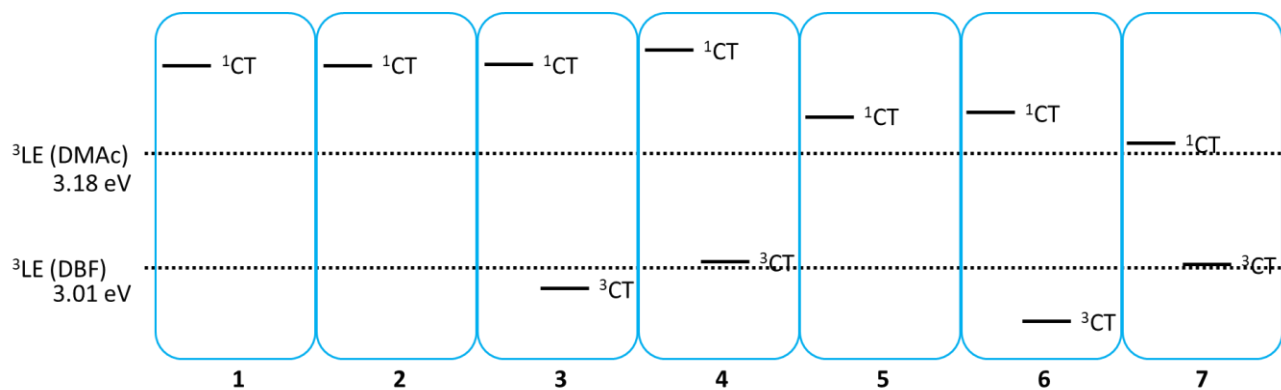 ¹CT
¹CT
¹CT
¹CT
¹CT
¹CT
¹CT
³LE (DMAc)
3.18 eV
³LE (DBF)
3.01 eV
³CT
³CT
³CT
³CT
1 2 3 4 5 6 7